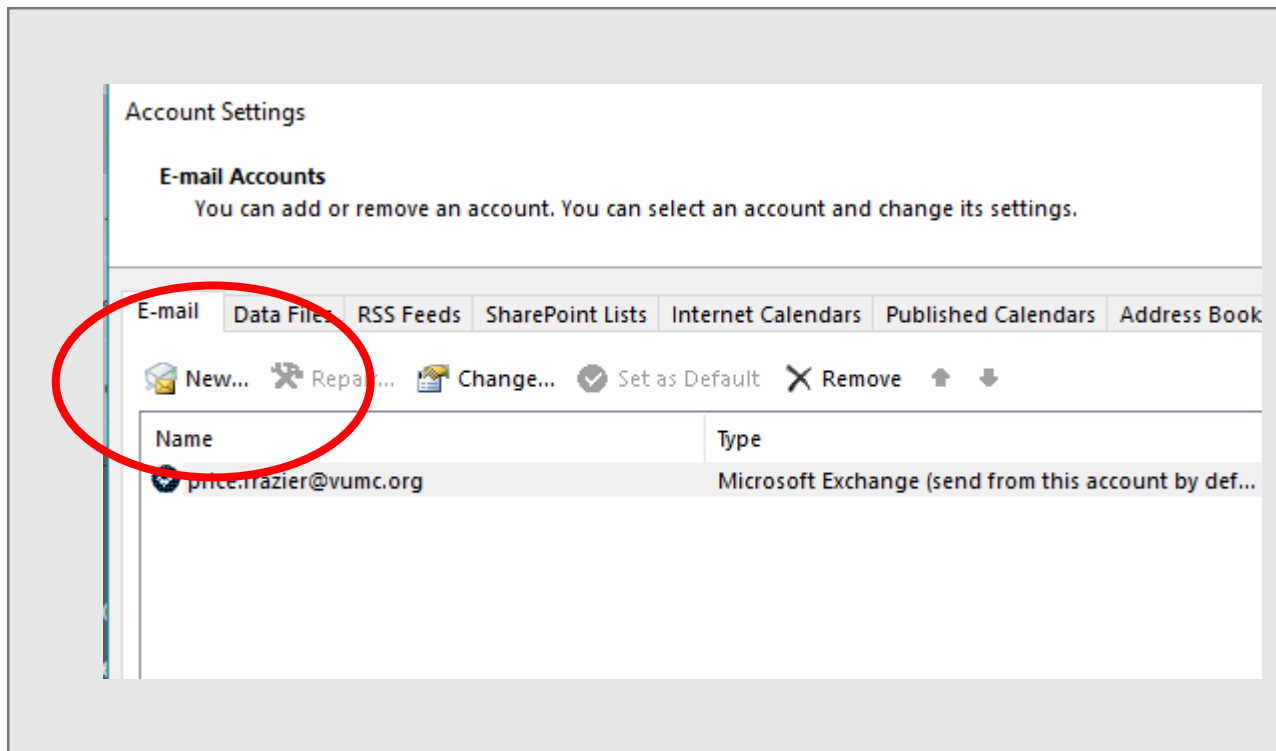 Account Settings
E-mail Accounts
You can add or remove an account. You can select an account and change its settings.
E-mail Data Files RSS Feeds SharePoint Lists Internet Calendars Published Calendars Address Book
New... Repair... Change... Set as Default Remove
Name Type
price.frazier@vumc.org Microsoft Exchange (send from this account by def...